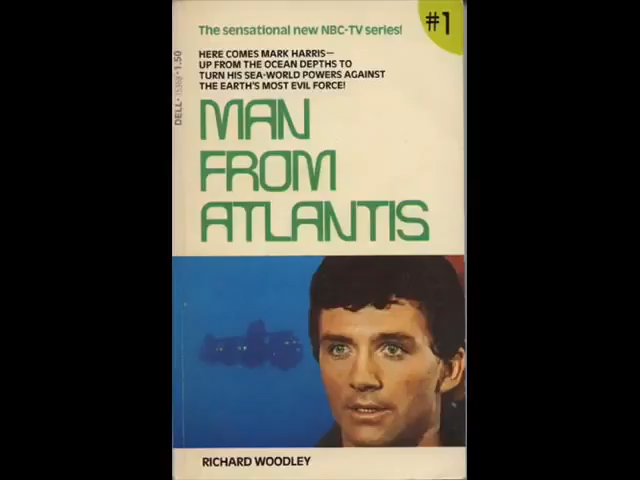 The sensational new NBC-TV series!
#1
HERE COMES MARK HARRIS—
UP FROM THE OCEAN DEPTHS TO
TURN HIS SEA-WORLD POWERS AGAINST
THE EARTH'S MOST EVIL FORCE!
DELL • 1.50
MAN
FROM
ATLANTIS
RICHARD WOODLEY